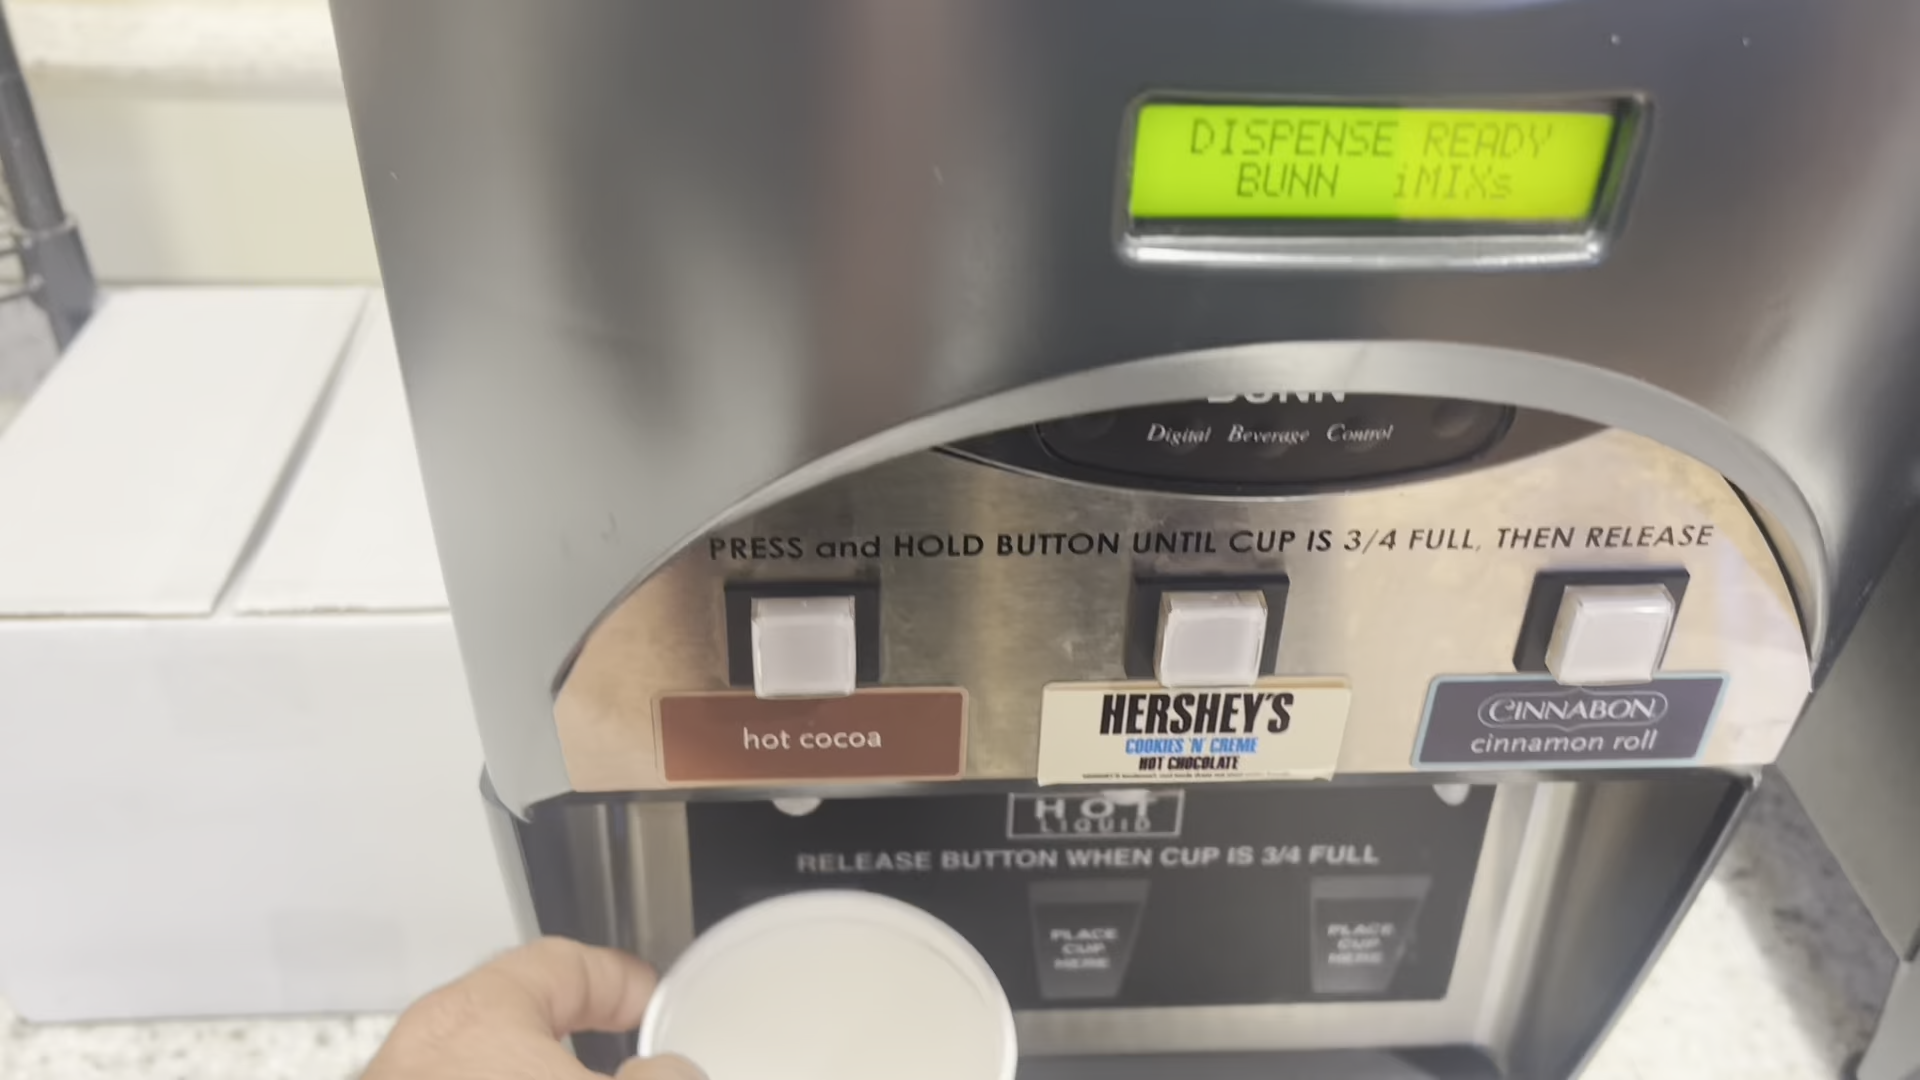 DISPENSE READY
BUNN iMIXs
BUNN
Digital Beverage Control
PRESS and HOLD BUTTON UNTIL CUP IS 3/4 FULL, THEN RELEASE
hot cocoa
HERSHEY'S
COOKIES 'N' CREME
HOT CHOCOLATE
CINNABON
cinnamon roll
HOT
LIQUID
RELEASE BUTTON WHEN CUP IS 3/4 FULL
PLACE
CUP
HERE
PLACE
CUP
HERE